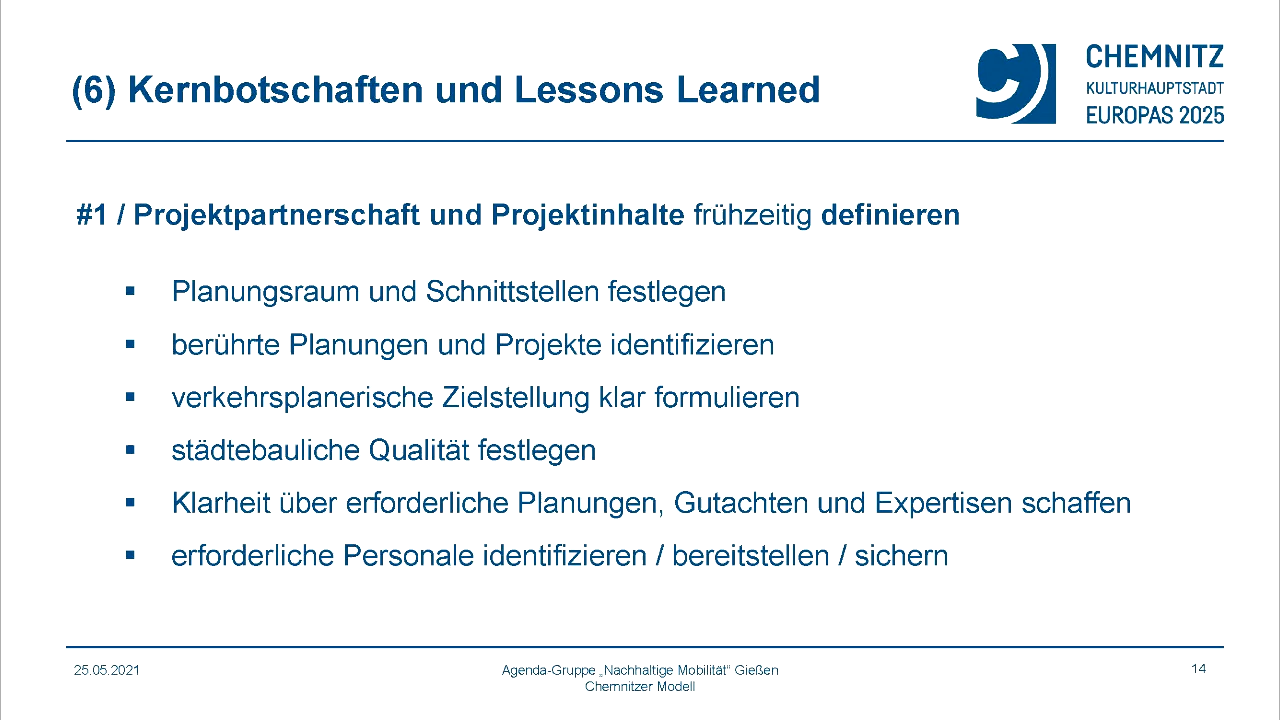 (6) Kernbotschaften und Lessons Learned
CHEMNITZ
KULTURHAUPTSTADT
EUROPAS 2025
#1 / Projektpartnerschaft und Projektinhalte frühzeitig definieren
▪ Planungsraum und Schnittstellen festlegen
▪ berührte Planungen und Projekte identifizieren
▪ verkehrsplanerische Zielstellung klar formulieren
▪ städtebauliche Qualität festlegen
▪ Klarheit über erforderliche Planungen, Gutachten und Expertisen schaffen
▪ erforderliche Personale identifizieren / bereitstellen / sichern
25.05.2021
Agenda-Gruppe „Nachhaltige Mobilität“ Gießen
Chemnitzer Modell
14